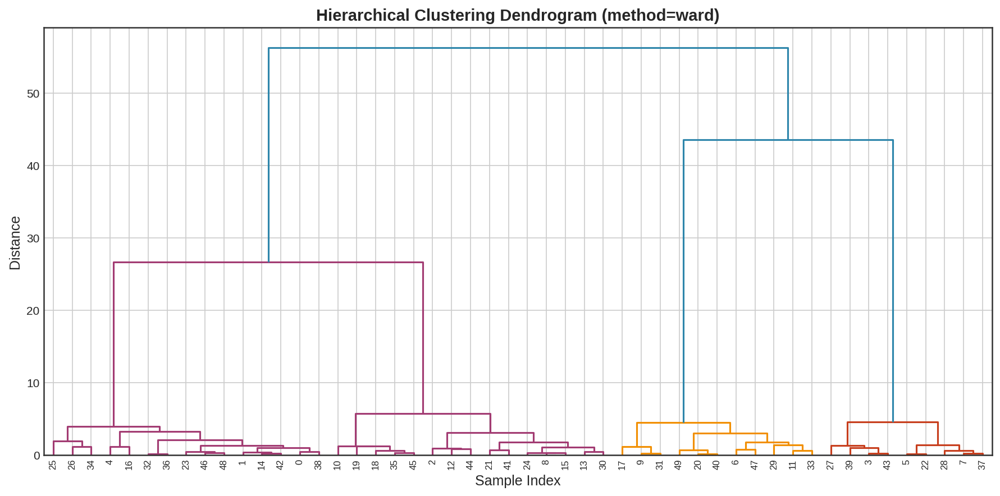 Hierarchical Clustering Dendrogram (method=ward)
50
40
30
20
10
0
Distance
25 26 34 4 16 32 36 23 46 48 1 14 42 0 38 10 19 18 35 45 2 12 44 21 41 24 8 15 13 30 17 9 31 49 20 40 6 47 29 11 33 27 39 3 43 5 22 28 7 37
Sample Index